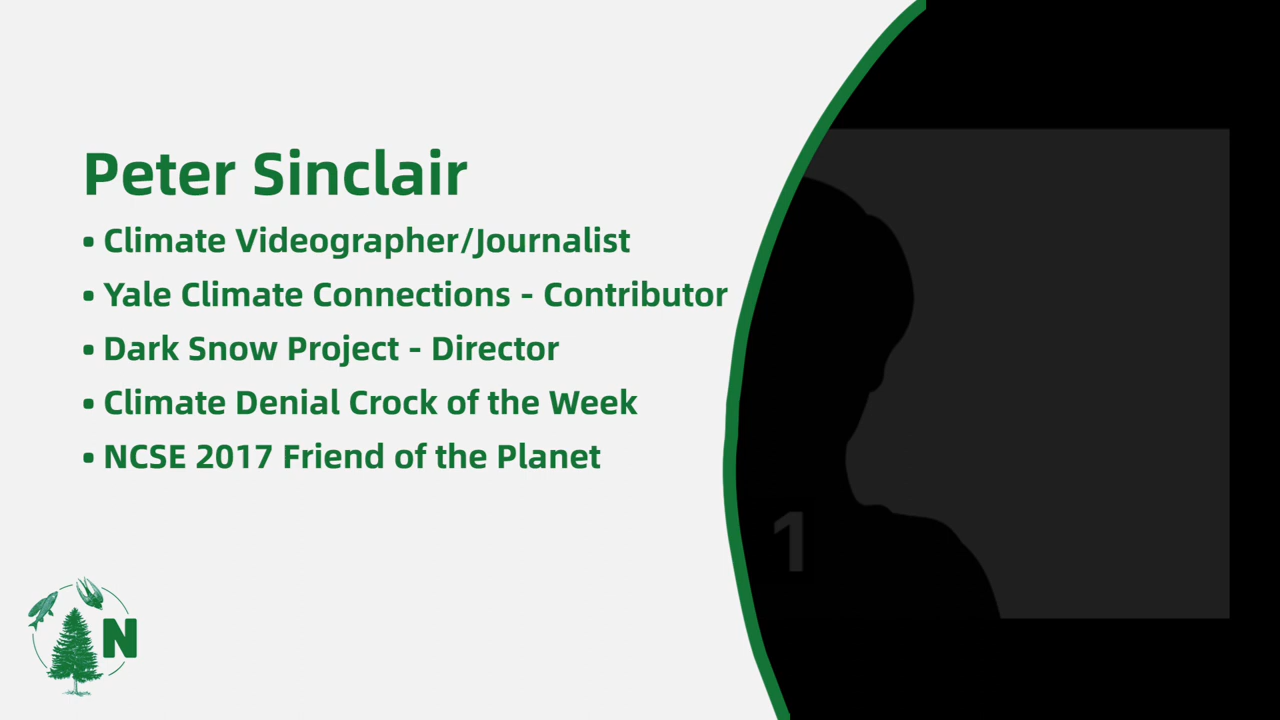 Peter Sinclair
• Climate Videographer/Journalist
• Yale Climate Connections - Contributor
• Dark Snow Project - Director
• Climate Denial Crock of the Week
• NCSE 2017 Friend of the Planet
1
N